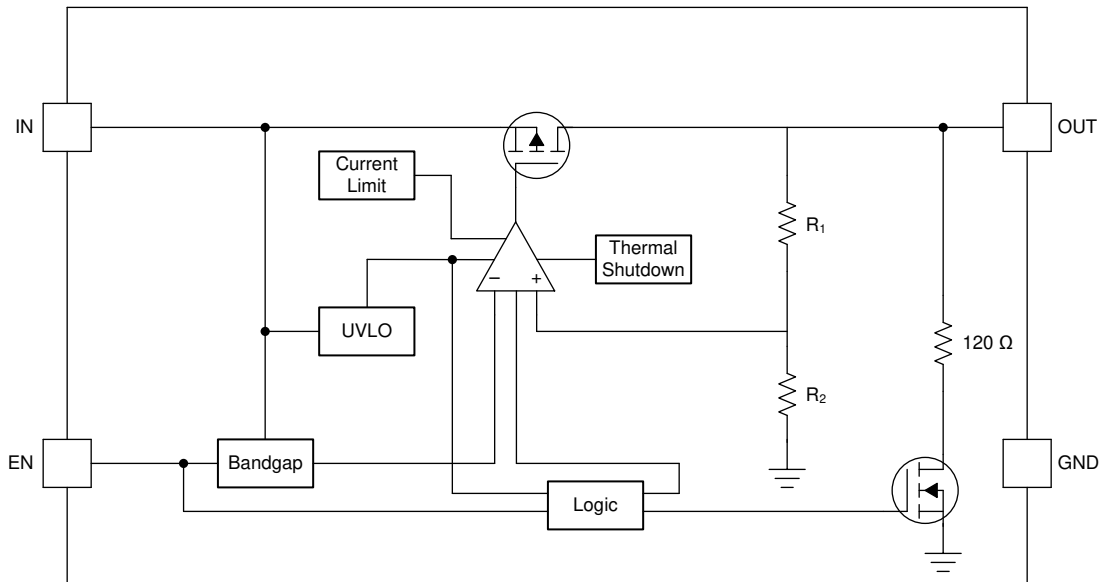 IN
OUT
Current
Limit
R₁
Thermal
Shutdown
− +
UVLO
120 Ω
R₂
EN
Bandgap
GND
Logic